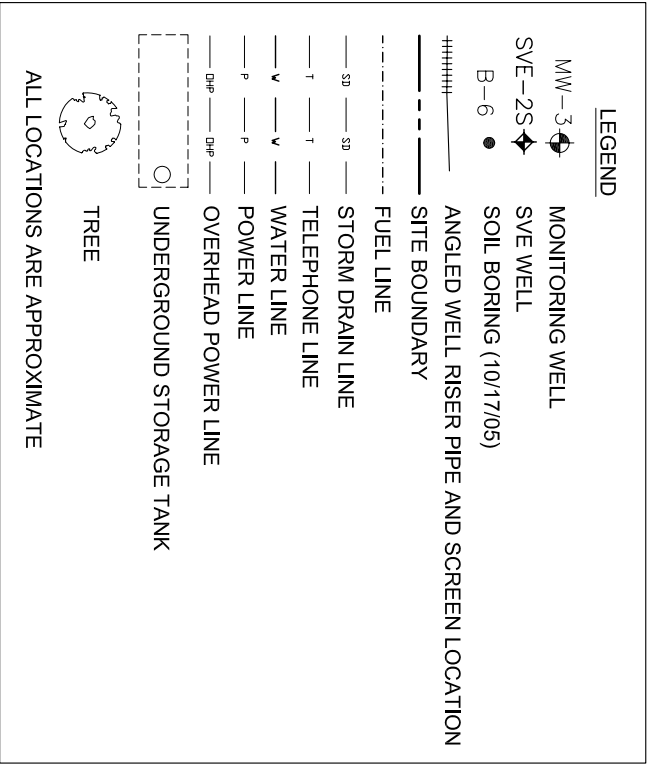 LEGEND
MW-3 MONITORING WELL
SVE-2S SVE WELL
B-6 SOIL BORING (10/17/05)
ANGLED WELL RISER PIPE AND SCREEN LOCATION
SITE BOUNDARY
FUEL LINE
SD SD STORM DRAIN LINE
T T TELEPHONE LINE
W W WATER LINE
P P POWER LINE
OHP OHP OVERHEAD POWER LINE
UNDERGROUND STORAGE TANK
TREE
ALL LOCATIONS ARE APPROXIMATE